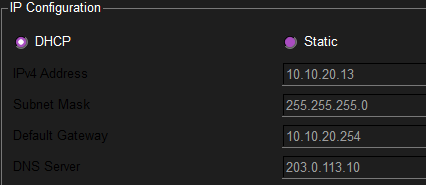 IP Configuration
DHCP Static
IPv4 Address 10.10.20.13
Subnet Mask 255.255.255.0
Default Gateway 10.10.20.254
DNS Server 203.0.113.10